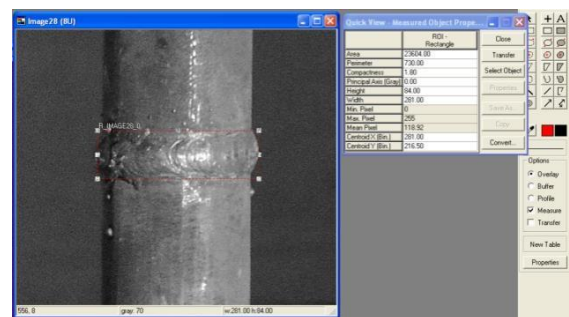 Image28 (8U)
R_IMAGE20_0
556, 8 gray: 70 w:281.00 h:84.00
Quick View - Measured Object Prope...
ROI -
Rectangle
Area 23604.00
Perimeter 730.00
Compactness 1.80
Principal Axis (Gray) 0.00
Height 84.00
Width 281.00
Min. Pixel 0
Max. Pixel 255
Mean Pixel 118.92
Centroid X (Bin.) 281.00
Centroid Y (Bin.) 216.50
Close
Transfer
Select Object
Properties
Save As...
Copy
Convert...
A
Options
Overlay
Buffer
Profile
Measure
Transfer
New Table
Properties